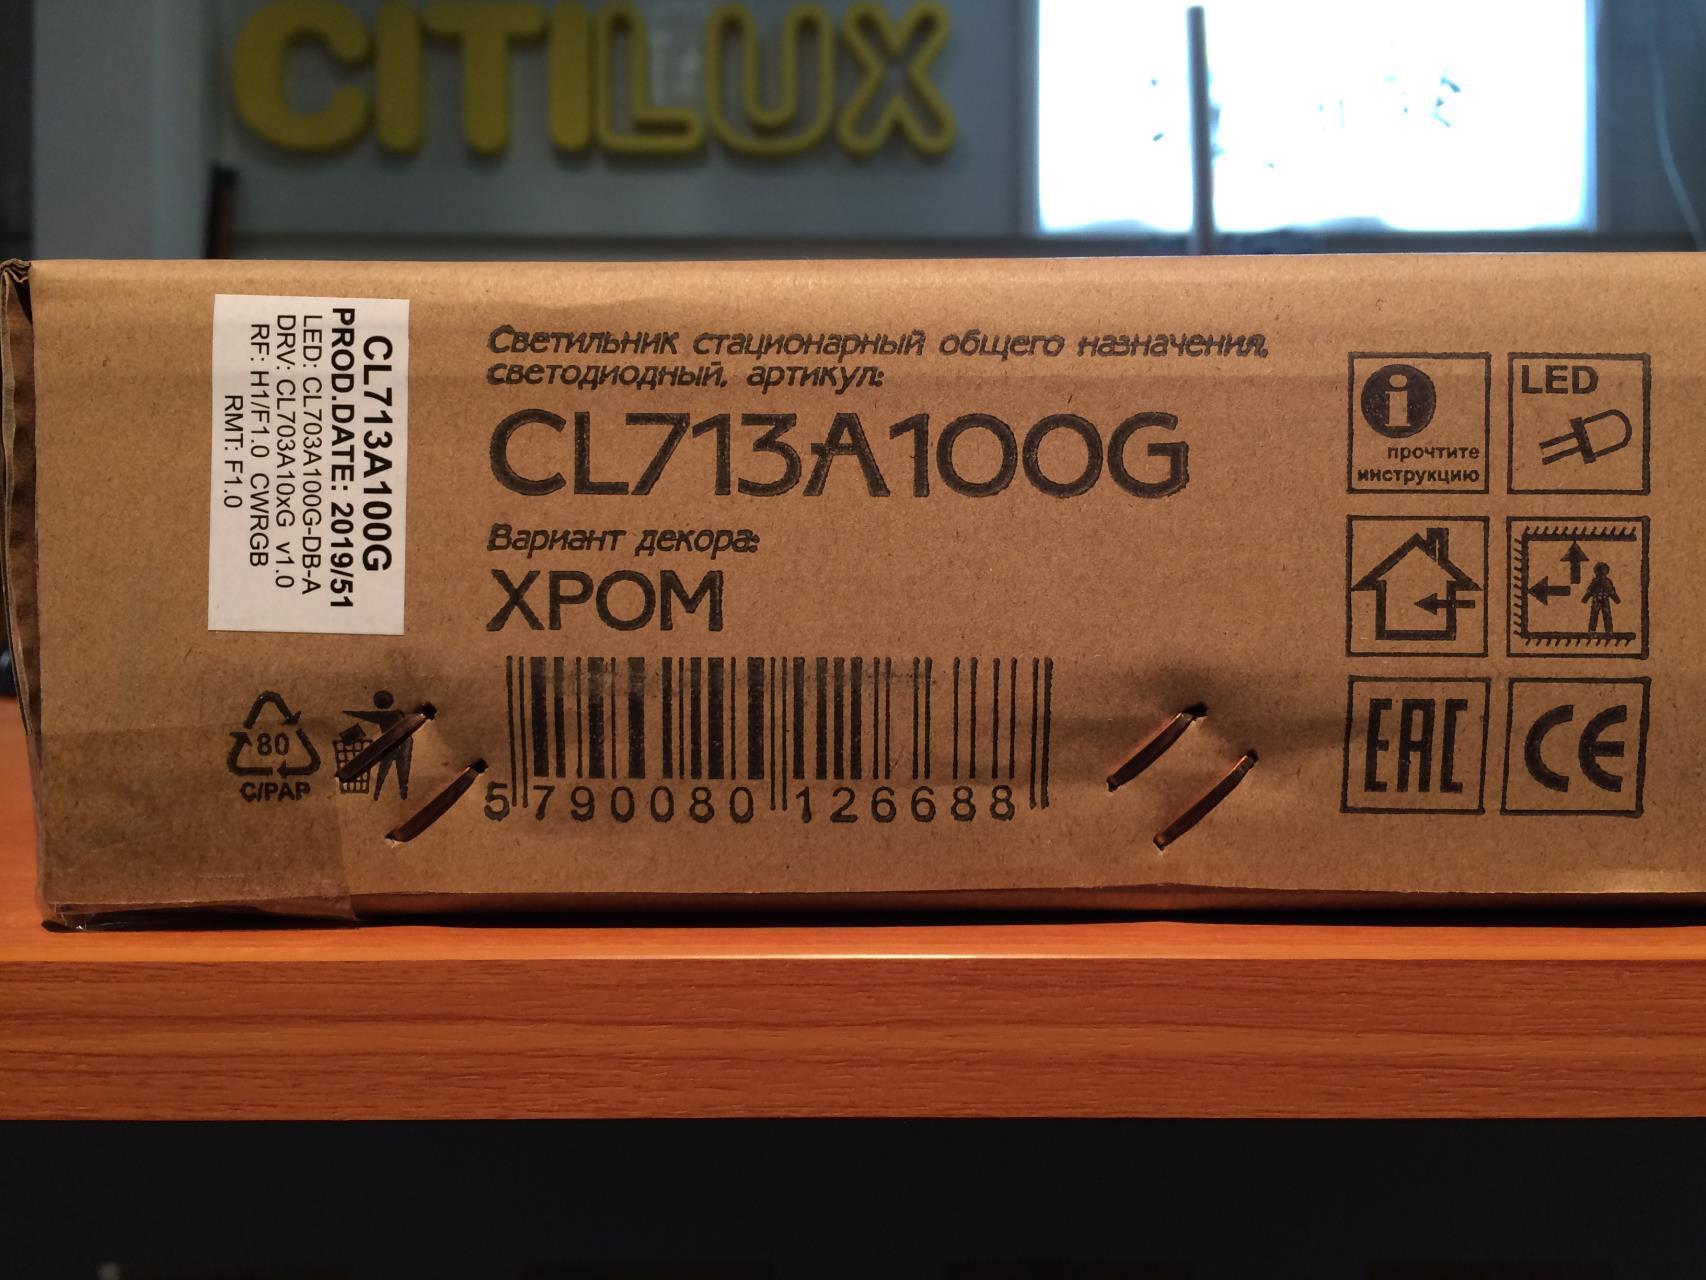 CITILUX
CL713A100G
PROD.DATE: 2019/51
LED: CL703A100G-DB-A
DRV: CL703A10xG v1.0
RF: H1/F1.0 CWRGB
RMT: F1.0
Светильник стационарный общего назначения,
светодиодный, артикул:
CL713A100G
Вариант декора:
ХРОМ
80
C/PAP
5 790080 126688
i
прочтите
инструкцию
LED
EAC
CE